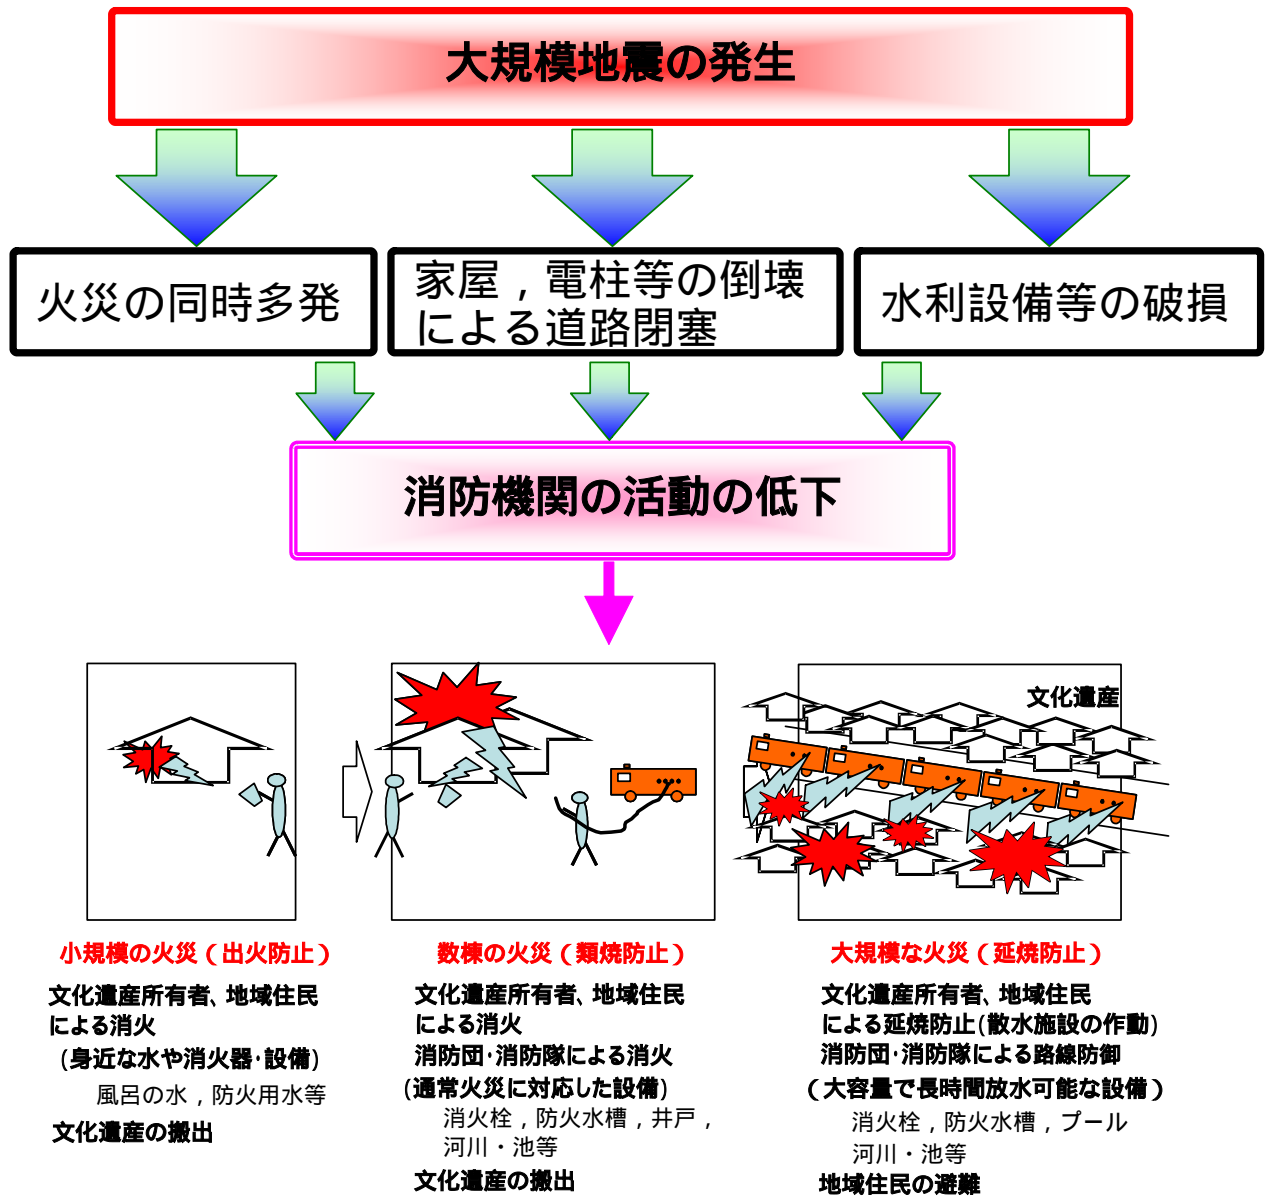 大規模地震の発生
火災の同時多発
家屋，電柱等の倒壊
による道路閉塞
水利設備等の破損
消防機関の活動の低下
文化遺産
小規模の火災（出火防止）
文化遺産所有者、地域住民
による消火
(身近な水や消火器･設備)
風呂の水，防火用水等
文化遺産の搬出
数棟の火災（類焼防止）
文化遺産所有者、地域住民
による消火
消防団･消防隊による消火
(通常火災に対応した設備)
消火栓，防火水槽，井戸，
河川・池等
文化遺産の搬出
大規模な火災（延焼防止）
文化遺産所有者、地域住民
による延焼防止(散水施設の作動)
消防団･消防隊による路線防御
（大容量で長時間放水可能な設備）
消火栓，防火水槽，プール
河川・池等
地域住民の避難